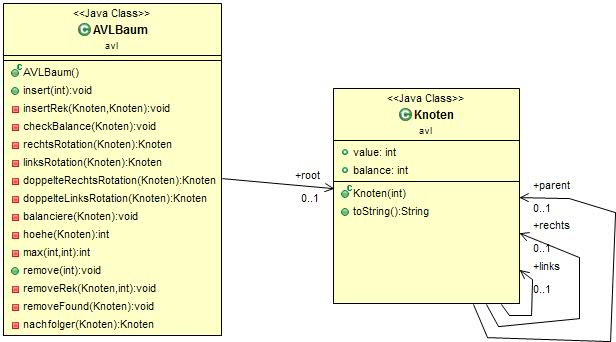 <<Java Class>>
AVLBaum
avl
AVLBaum()
insert(int):void
insertRek(Knoten,Knoten):void
checkBalance(Knoten):void
rechtsRotation(Knoten):Knoten
linksRotation(Knoten):Knoten
doppelteRechtsRotation(Knoten):Knoten
doppelteLinksRotation(Knoten):Knoten
balanciere(Knoten):void
hoehe(Knoten):int
max(int,int):int
remove(int):void
removeRek(Knoten,int):void
removeFound(Knoten):void
nachfolger(Knoten):Knoten
+root
0..1
<<Java Class>>
Knoten
avl
value: int
balance: int
Knoten(int)
toString():String
+parent
0..1
+rechts
0..1
+links
0..1